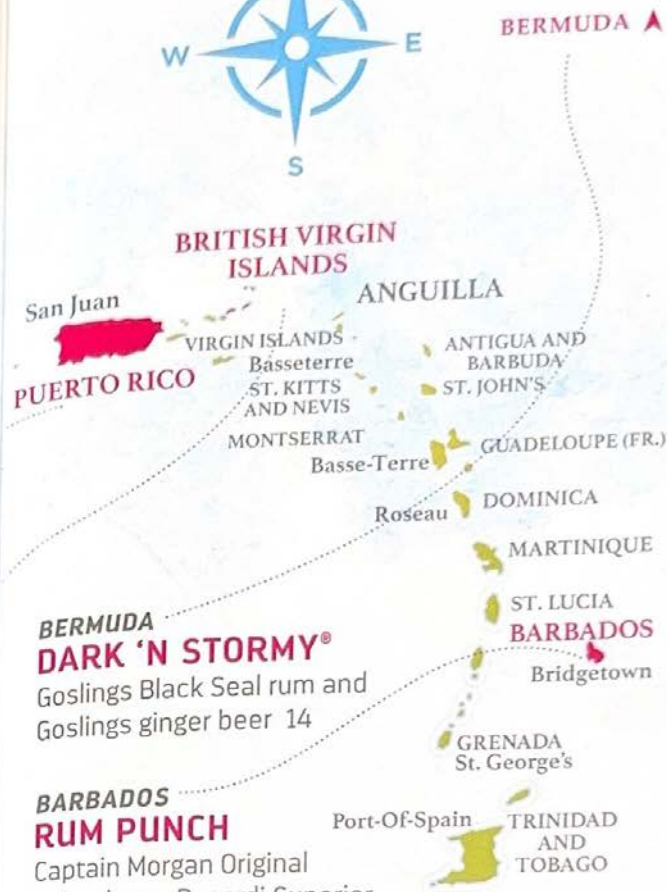 BERMUDA
W
E
S
BRITISH VIRGIN
ISLANDS
ANGUILLA
San Juan
VIRGIN ISLANDS
ANTIGUA AND
BARBUDA
Basseterre
PUERTO RICO
ST. KITTS
AND NEVIS
ST. JOHN'S
MONTSERRAT
GUADELOUPE (FR.)
Basse-Terre
DOMINICA
Roseau
MARTINIQUE
ST. LUCIA
BARBADOS
Bridgetown
BERMUDA
DARK 'N STORMY®
Goslings Black Seal rum and
Goslings ginger beer 14
GRENADA
St. George's
BARBADOS
RUM PUNCH
Captain Morgan Original
Port-Of-Spain
TRINIDAD
AND
TOBAGO